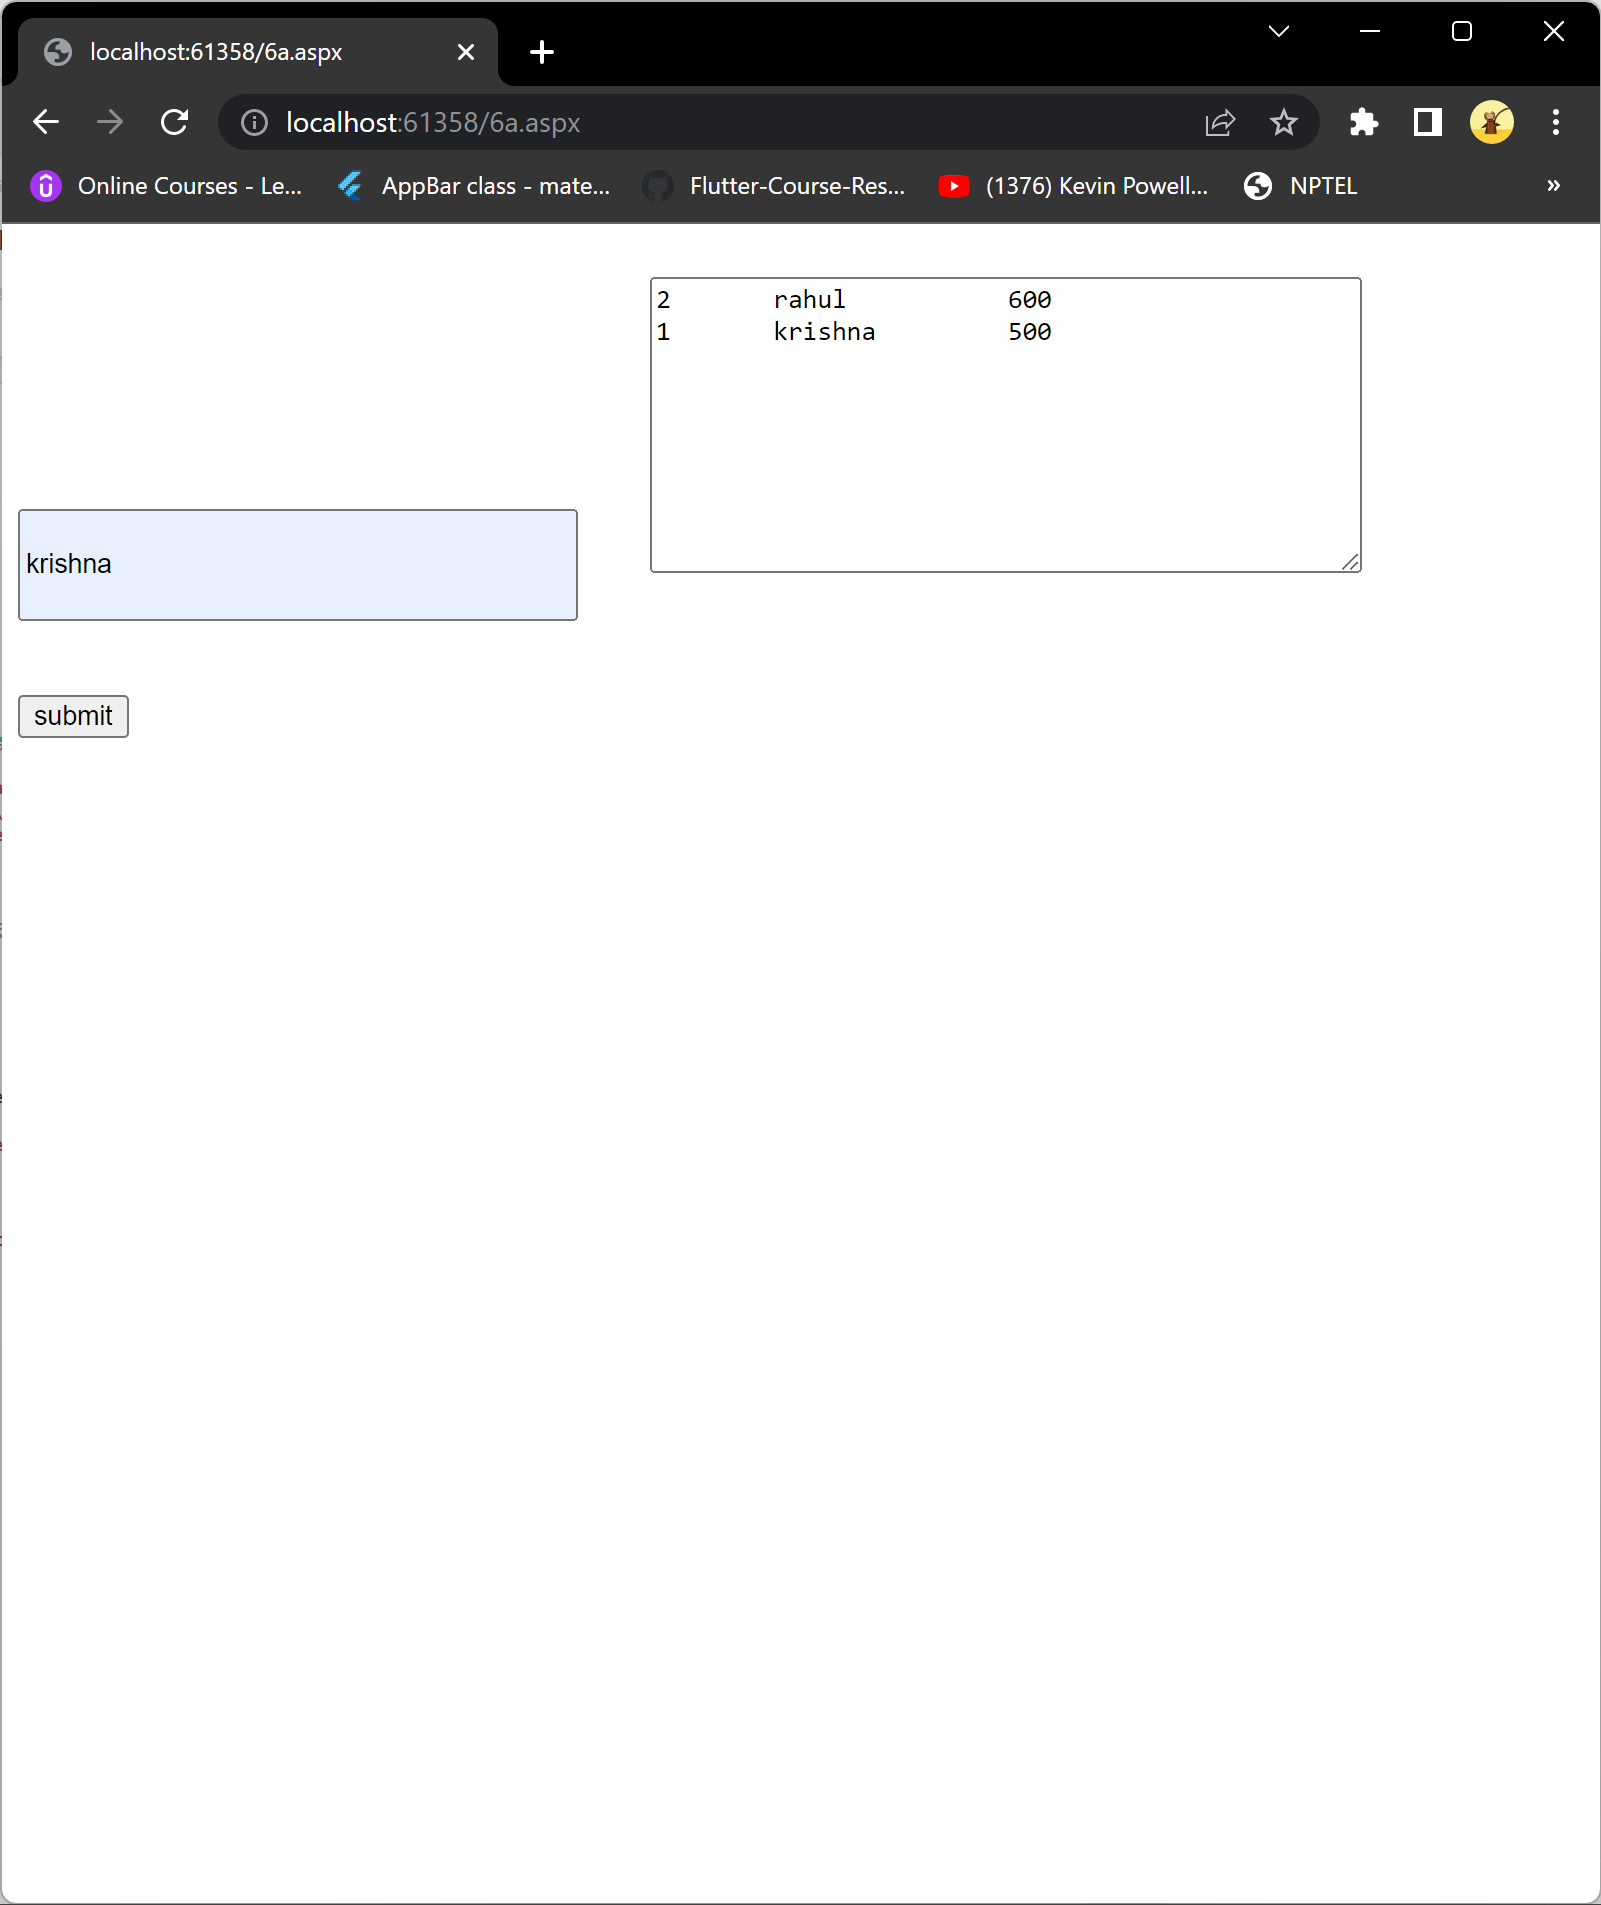 localhost:61358/6a.aspx
localhost:61358/6a.aspx
Online Courses - Le... AppBar class - mate... Flutter-Course-Res... (1376) Kevin Powell... NPTEL »
2 rahul 600
1 krishna 500
krishna
submit